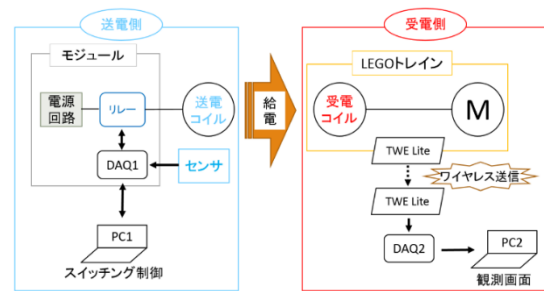 送電側
モジュール
電源
回路
リレー
送電
コイル
DAQ1
センサ
PC1
スイッチング制御
給
電
受電側
LEGOトレイン
受電
コイル
M
TWE Lite
ワイヤレス送信
TWE Lite
DAQ2
PC2
観測画面